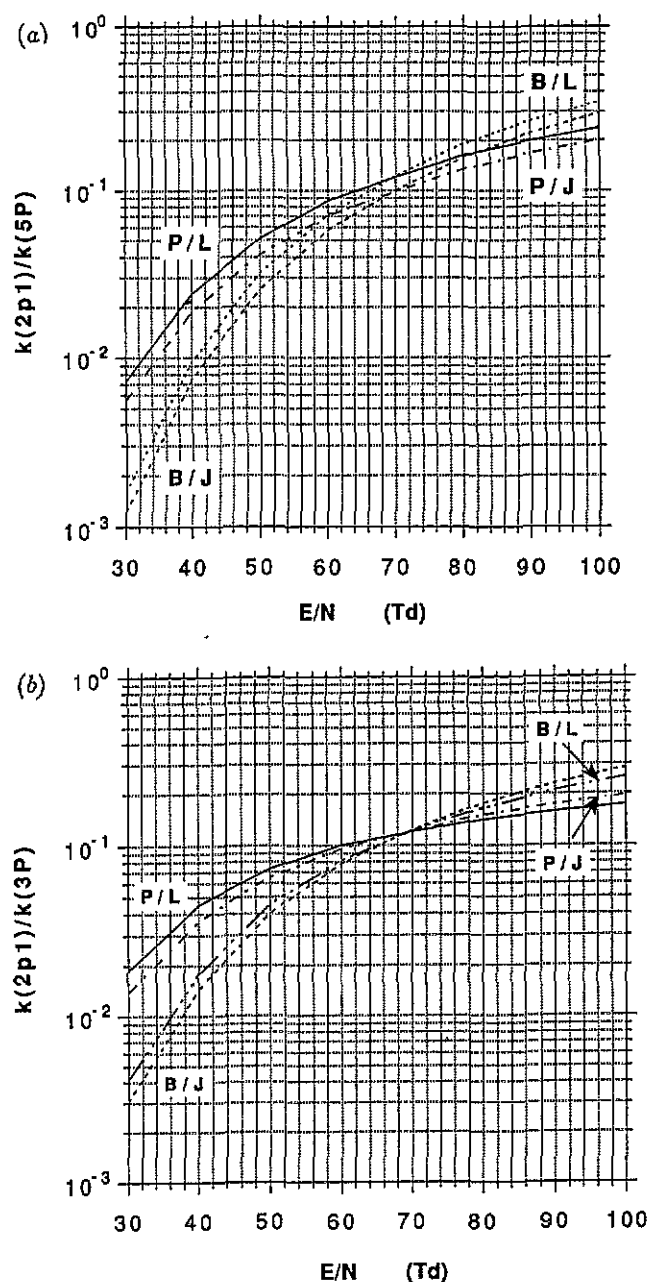 (a)
10^0
B / L
k(2p1)/k(5P)
10^-1
P / L
P / J
10^-2
B / J
10^-3
30 40 50 60 70 80 90 100
E/N (Td)
(b)
10^0
B / L
k(2p1)/k(3P)
10^-1
P / L
P / J
10^-2
B / J
10^-3
30 40 50 60 70 80 90 100
E/N (Td)